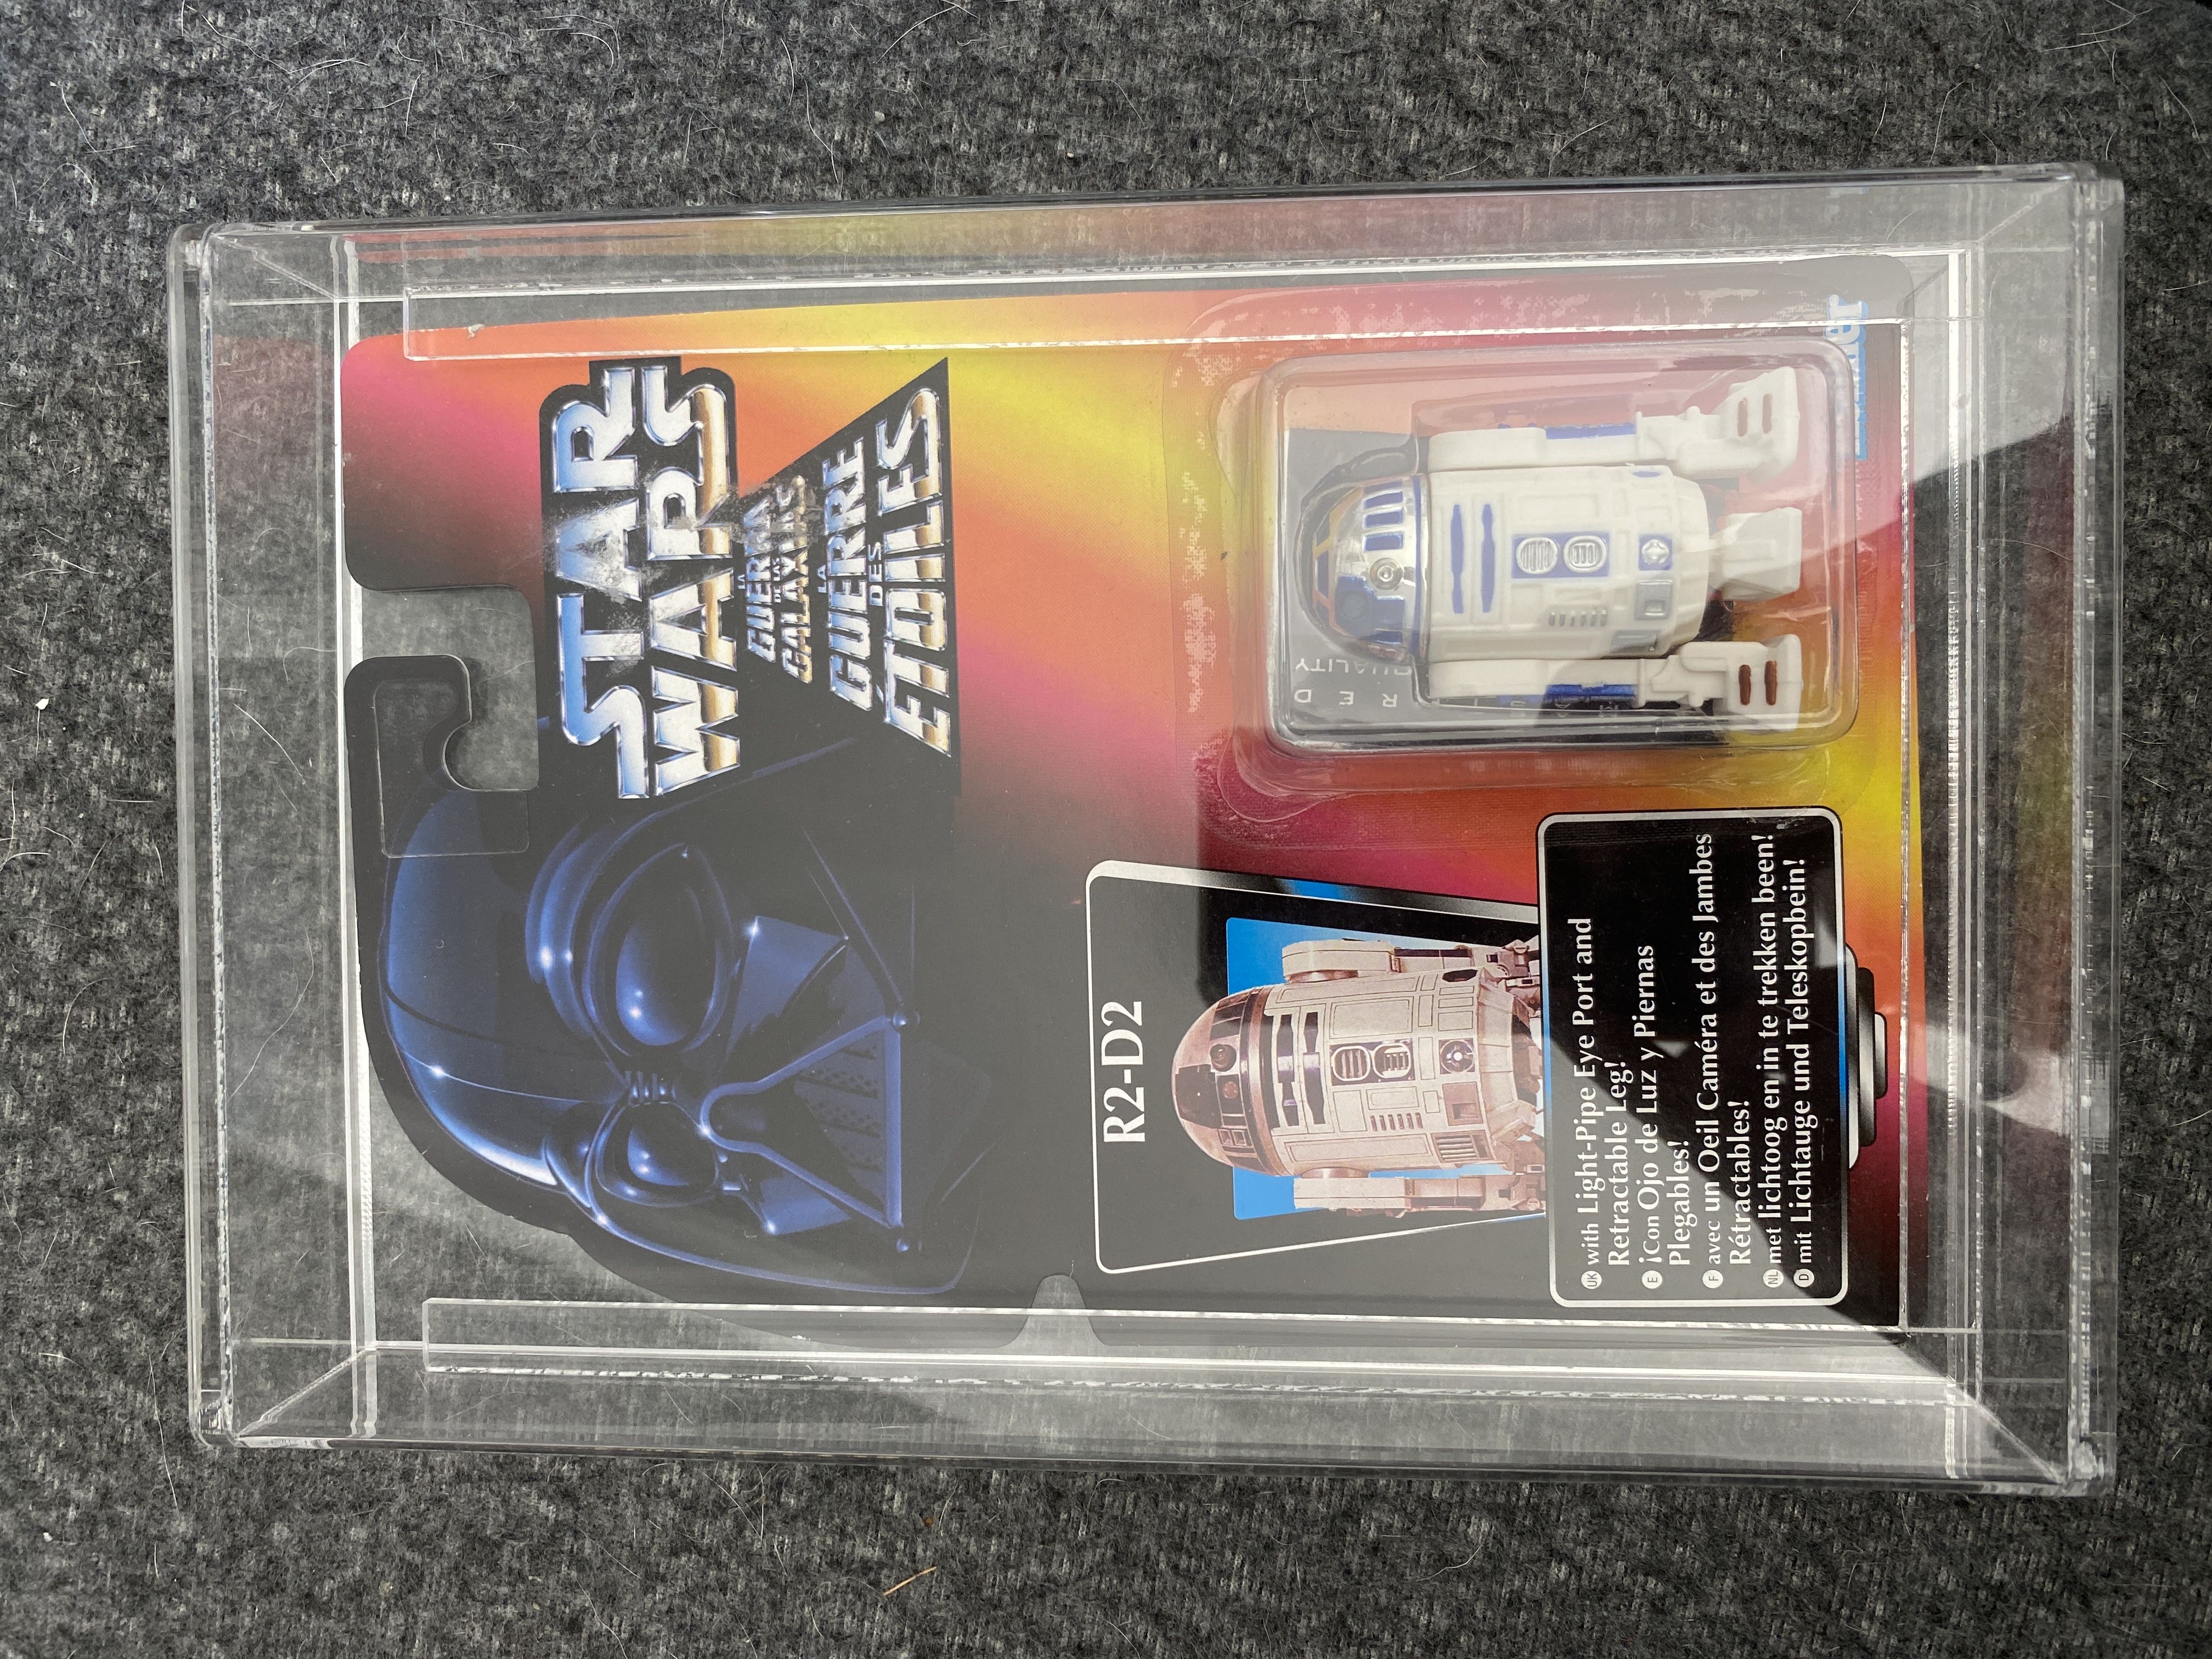 STAR
WARS
LA
GUERRA
DE LAS
GALAXIAS
LA
GUERRE
DES
ÉTOILES
R2-D2
UK with Light-Pipe Eye Port and
Retractable Leg!
E ¡Con Ojo de Luz y Piernas
Plegables!
F avec un Oeil Caméra et des Jambes
Rétractables!
NL met lichtoog en in te trekken been!
D mit Lichtauge und Teleskopbein!
QUALITY